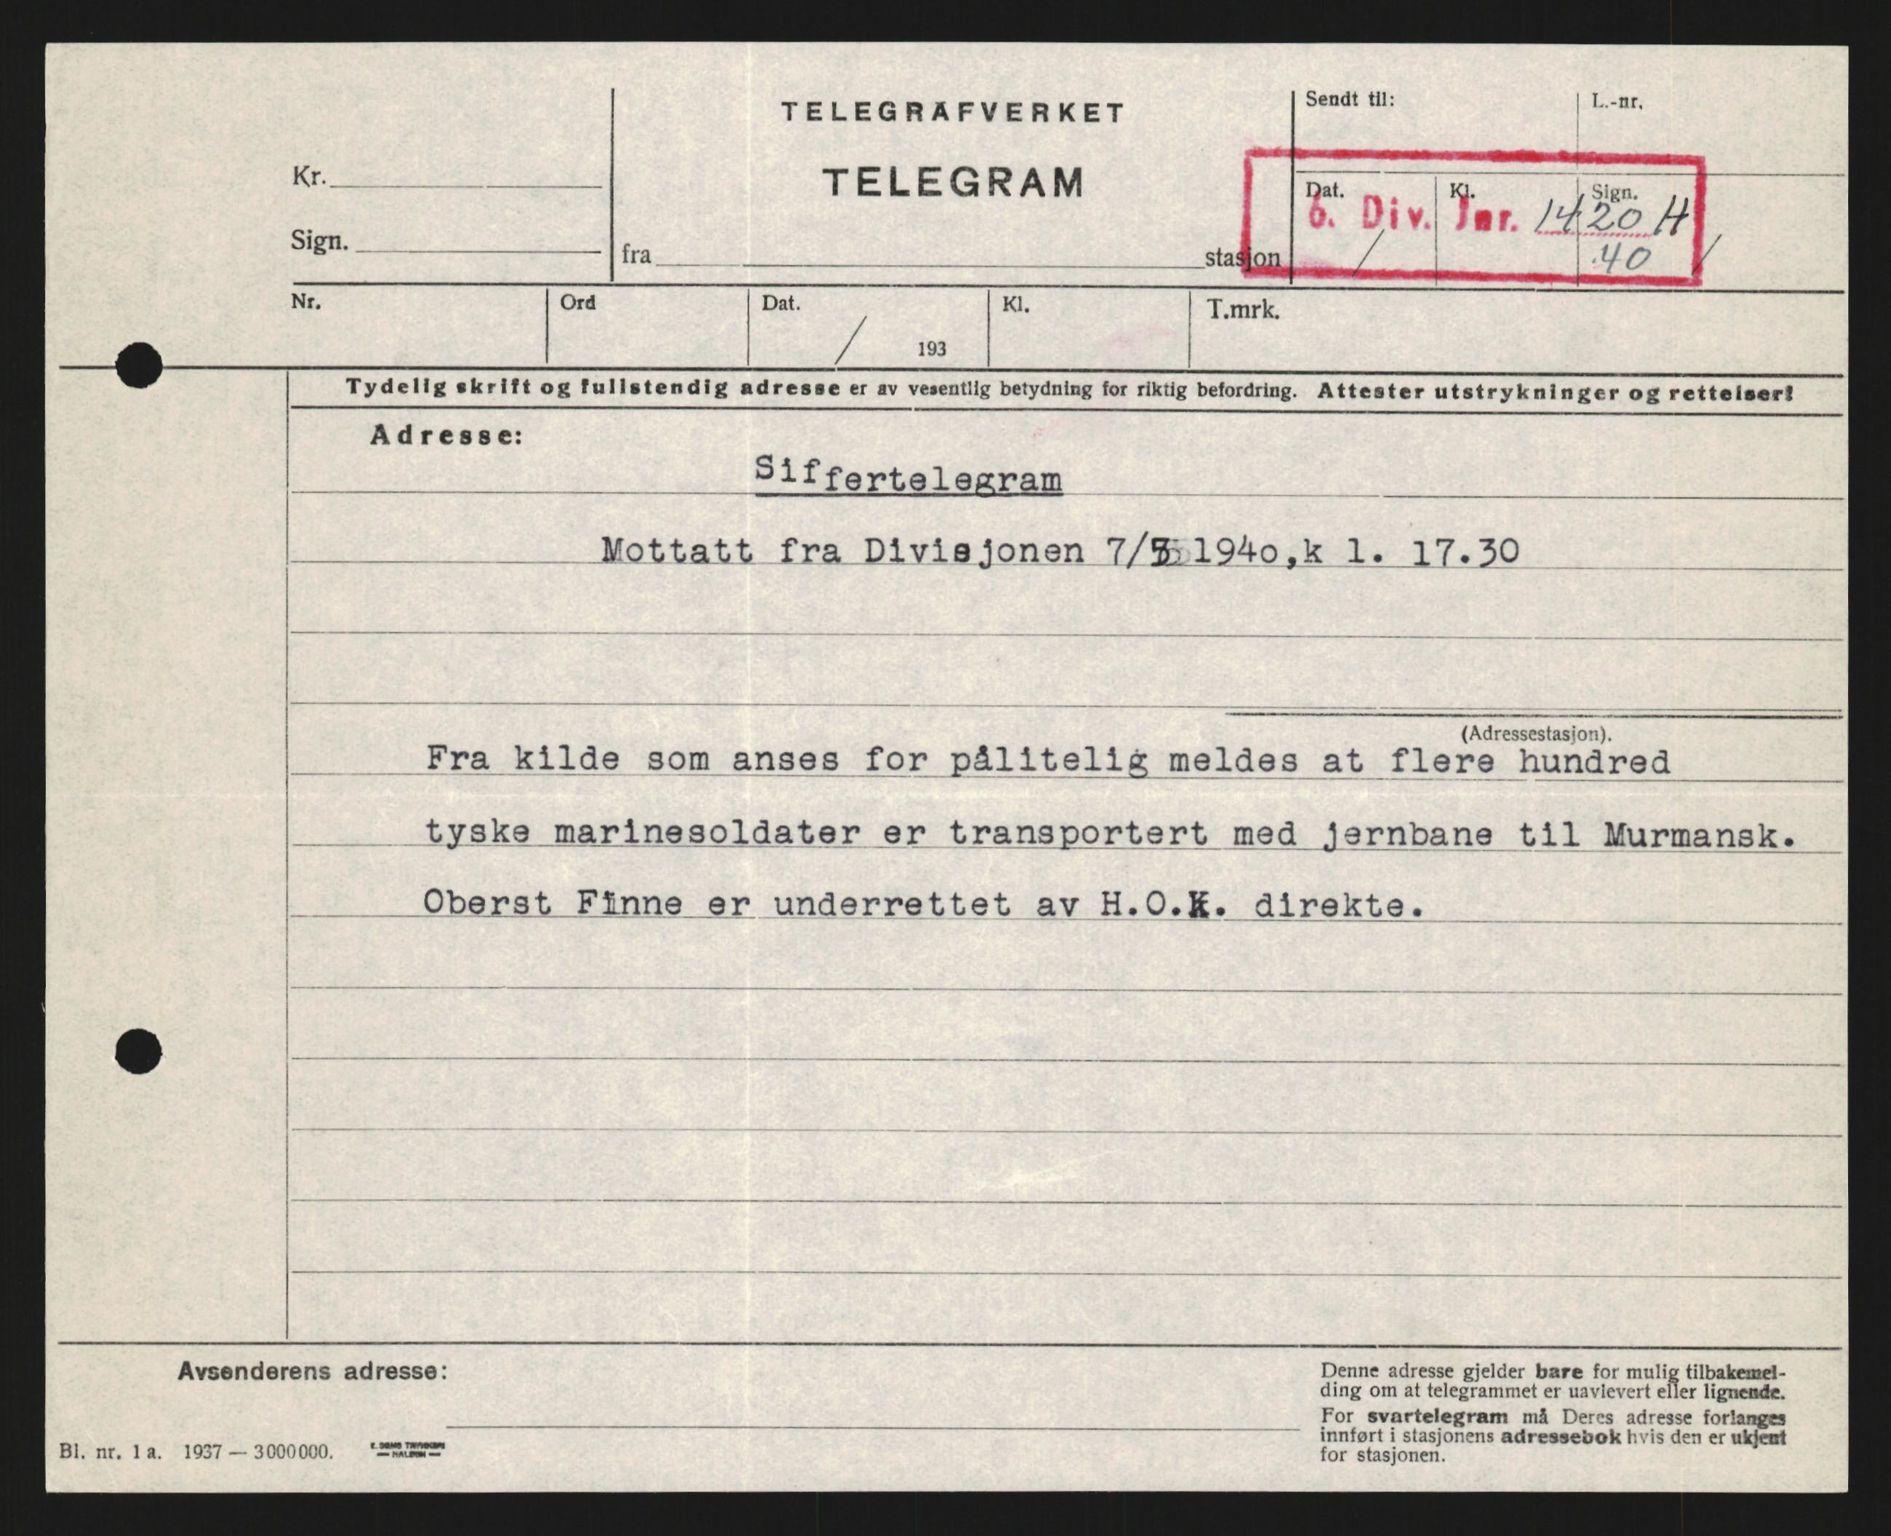 TELEGRAFVERKET
TELEGRAM
Kr.
Sign.
fra
stasjon
Sendt til:
L.-nr.
Dat.
Kl.
Sign.
6. Div. Jnr. 1420 H
40
Nr.
Ord
Dat.
/ 193
Kl.
T.mrk.
Tydelig skrift og fullstendig adresse er av vesentlig betydning for riktig befordring. Attester utstrykninger og rettelser!
Adresse:
Siffertelegram
Mottatt fra Divisjonen 7/5 1940,k l. 17.30
(Adressestasjon).
Fra kilde som anses for pålitelig meldes at flere hundred
tyske marinesoldater er transportert med jernbane til Murmansk.
Oberst Finne er underrettet av H.O.K. direkte.
Avsenderens adresse:
Denne adresse gjelder bare for mulig tilbakemel-
ding om at telegrammet er uavlevert eller lignende.
For svartelegram må Deres adresse forlanges
innført i stasjonens adressebok hvis den er ukjent
for stasjonen.
Bl. nr. 1 a. 1937 — 3 000 000.